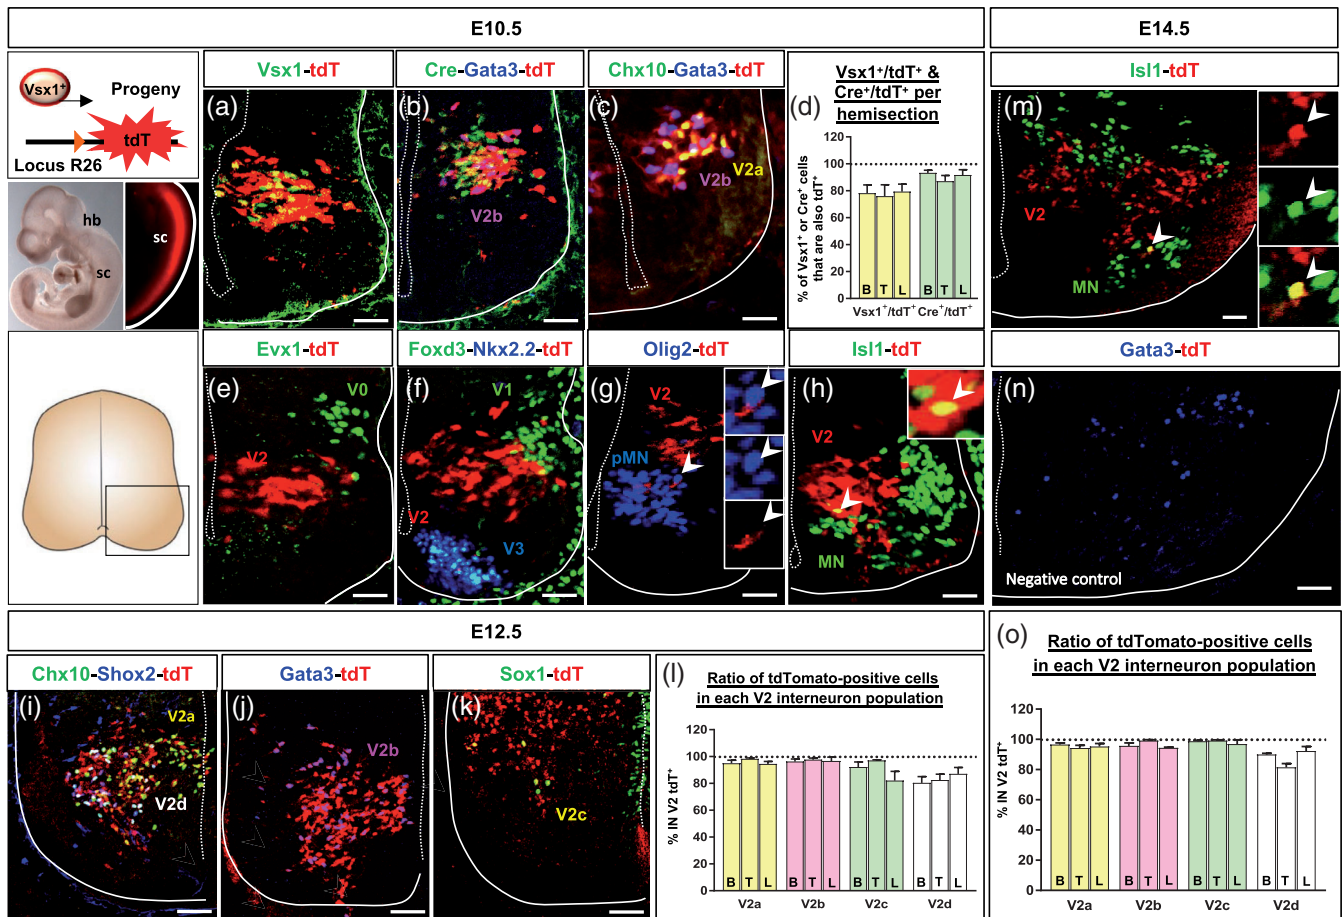 E10.5
E14.5
Vsx1⁺
Progeny
tdT
Locus R26
hb
sc
sc
Vsx1-tdT
(a)
Cre-Gata3-tdT
(b)
V2b
Chx10-Gata3-tdT
(c)
V2b
V2a
(d)
Vsx1⁺/tdT⁺ &
Cre⁺/tdT⁺ per
hemisection
% of Vsx1⁺ or Cre⁺ cells
that are also tdT⁺
120
100
80
60
40
20
0
B T L B T L
Vsx1⁺/tdT⁺ Cre⁺/tdT⁺
Isl1-tdT
(m)
V2
MN
Evx1-tdT
(e)
V0
V2
Foxd3-Nkx2.2-tdT
(f)
V1
V2
V3
Olig2-tdT
(g)
V2
pMN
Isl1-tdT
(h)
V2
MN
Gata3-tdT
(n)
Negative control
E12.5
Chx10-Shox2-tdT
(i)
V2a
V2d
Gata3-tdT
(j)
V2b
Sox1-tdT
(k)
V2c
(l)
Ratio of tdTomato-positive cells
in each V2 interneuron population
% IN V2 tdT⁺
120
100
80
60
40
20
0
B T L B T L B T L B T L
V2a V2b V2c V2d
(o)
Ratio of tdTomato-positive cells
in each V2 interneuron population
% IN V2 tdT⁺
120
100
80
60
40
20
0
B T L B T L B T L B T L
V2a V2b V2c V2d